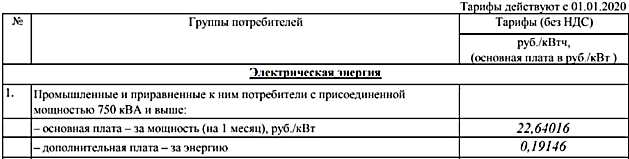 Тарифы действуют с 01.01.2020
№ Группы потребителей Тарифы (без НДС)
руб./кВтч,
(основная плата в руб./кВт )
Электрическая энергия
1. Промышленные и приравненные к ним потребители с присоединенной
мощностью 750 кВА и выше:
– основная плата – за мощность (на 1 месяц), руб./кВт 22,64016
– дополнительная плата – за энергию 0,19146